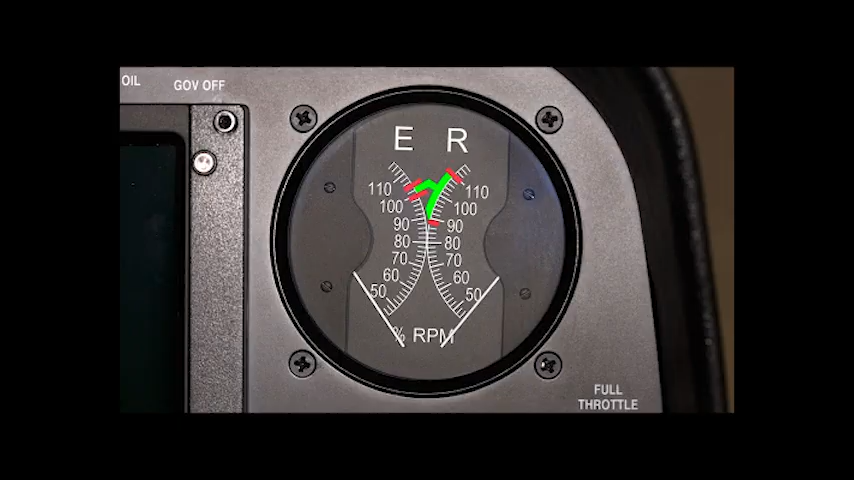 OIL
GOV OFF
E R
110 110
100 100
90 90
80 80
70 70
60 60
50 50
% RPM
FULL
THROTTLE